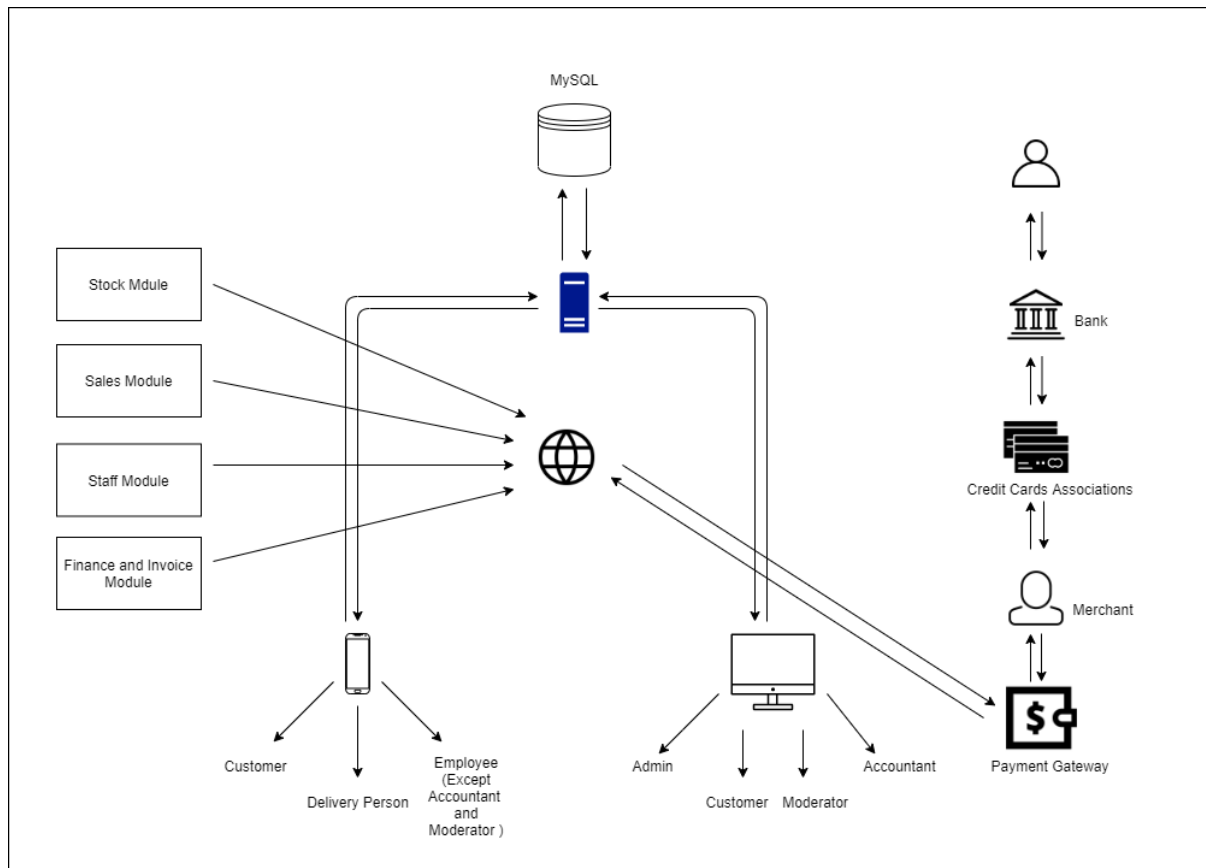 MySQL
Stock Mdule
Sales Module
Staff Module
Finance and Invoice
Module
Bank
Credit Cards Associations
Merchant
Payment Gateway
Customer
Delivery Person
Employee
(Except
Accountant
and
Moderator )
Admin
Customer
Moderator
Accountant